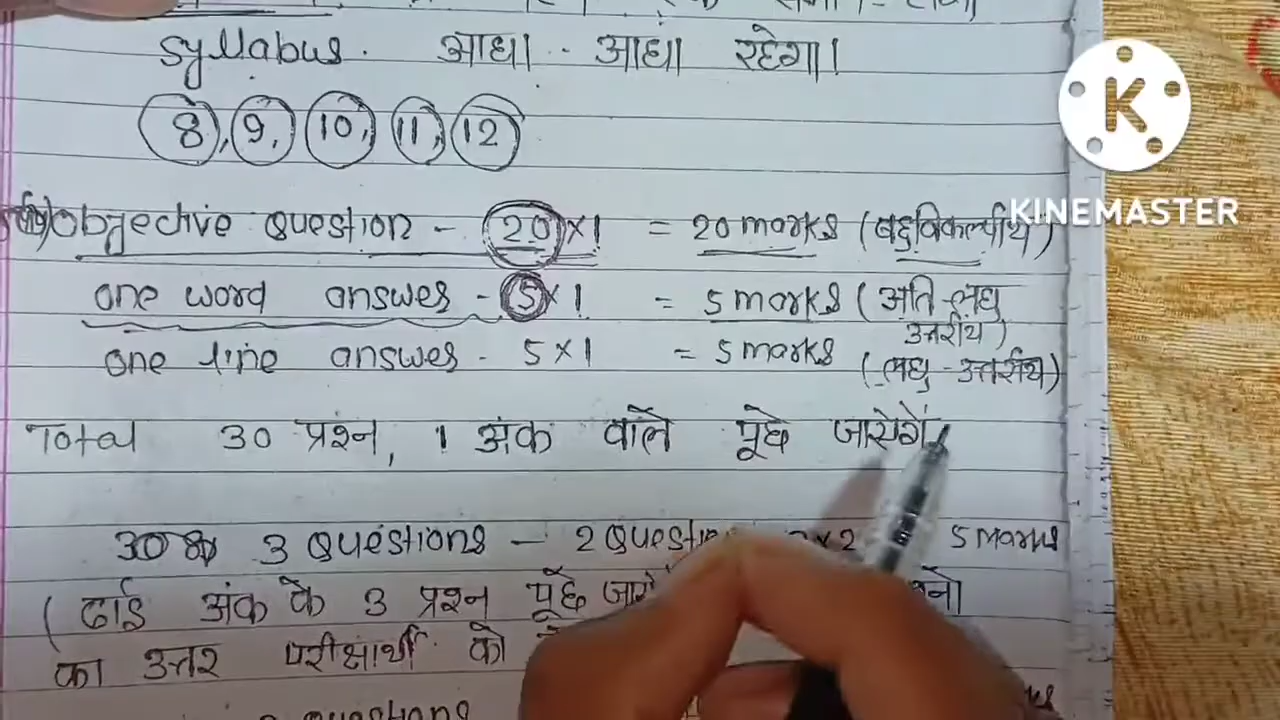 Syllabus. आधा - आधा रहेगा।
8, 9, 10, 11, 12
Objective Question - 20×1 = 20 marks (बहुविकल्पीय)
one word answer - 5×1 = 5 marks (अति-लघु
उत्तरीय)
one line answer - 5×1 = 5 marks
(लघु-उत्तरीय)
Total 30 प्रश्न, 1 अंक वाले पूछे जायेगें
3 Questions - 2 5 marks
(ढाई अंक के 3 प्रश्न पूछे
का उत्तर परीक्षार्थी को
Questions
K
KINEMASTER